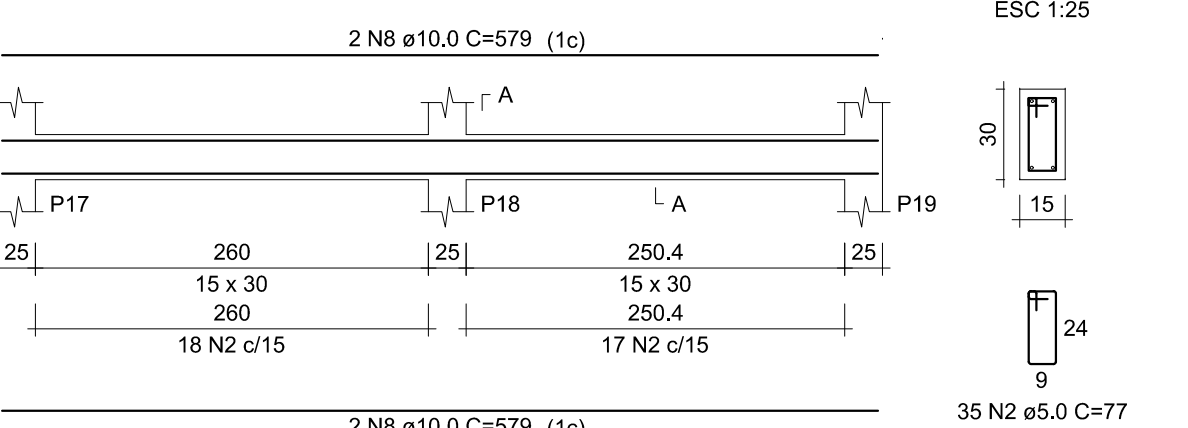 ESC 1:25
2 N8 ø10.0 C=579 (1c)
A
30
P17
P18
A
P19
15
25
260
25
250.4
25
15 x 30
15 x 30
260
250.4
24
18 N2 c/15
17 N2 c/15
9
35 N2 ø5.0 C=77
2 N8 ø10.0 C=579 (1c)